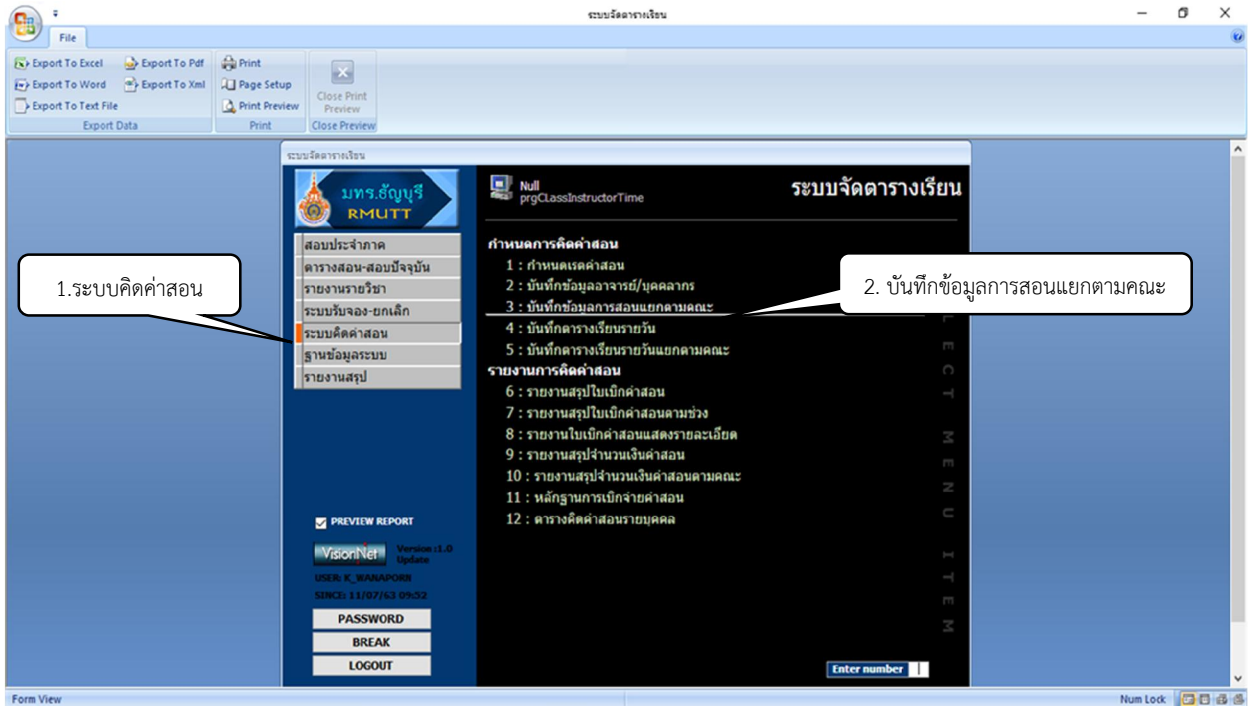 ระบบจัดตารางเรียน
File
Export To Excel
Export To Pdf
Print
Export To Word
Export To Xml
Page Setup
Close Print Preview
Export To Text File
Print Preview
Export Data
Print
Close Preview
ระบบจัดตารางเรียน
มทร.ธัญบุรี
RMUTT
Null
prgCLassInstructorTime
ระบบจัดตารางเรียน
สอบประจำภาค
ตารางสอน-สอบปัจจุบัน
รายงานรายวิชา
ระบบรับจอง-ยกเลิก
ระบบคิดค่าสอน
ฐานข้อมูลระบบ
รายงานสรุป
1.ระบบคิดค่าสอน
กำหนดการคิดค่าสอน
1 : กำหนดเรตค่าสอน
2 : บันทึกข้อมูลอาจารย์/บุคคลากร
3 : บันทึกข้อมูลการสอนแยกตามคณะ
4 : บันทึกตารางเรียนรายวัน
5 : บันทึกตารางเรียนรายวันแยกตามคณะ
2. บันทึกข้อมูลการสอนแยกตามคณะ
รายงานการคิดค่าสอน
6 : รายงานสรุปใบเบิกค่าสอน
7 : รายงานสรุปใบเบิกค่าสอนตามช่วง
8 : รายงานใบเบิกค่าสอนแสดงรายละเอียด
9 : รายงานสรุปจำนวนเงินค่าสอน
10 : รายงานสรุปจำนวนเงินค่าสอนตามคณะ
11 : หลักฐานการเบิกจ่ายค่าสอน
12 : ตารางคิดค่าสอนรายบุคคล
LECT MENU ITEM
PREVIEW REPORT
VisionNet
Version :1.0
Update
USER: K_WANAPORN
SINCE: 11/07/63 09:52
PASSWORD
BREAK
LOGOUT
Enter number
Form View
Num Lock